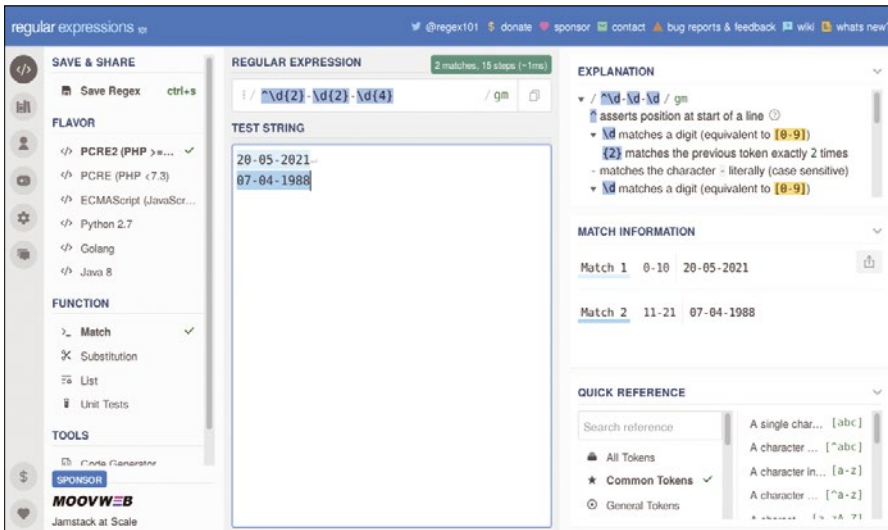 regular expressions 101
@regex101 $ donate sponsor contact bug reports & feedback wiki whats new?
SAVE & SHARE
Save Regex ctrl+s
FLAVOR
</> PCRE2 (PHP >=...
</> PCRE (PHP <7.3)
</> ECMAScript (JavaScr...
</> Python 2.7
</> Golang
</> Java 8
FUNCTION
>_ Match
Substitution
List
Unit Tests
TOOLS
Code Generator
SPONSOR
MOOVWEB
Jamstack at Scale
REGULAR EXPRESSION
2 matches, 15 steps (~1ms)
/ ^\d{2}-\d{2}-\d{4} / gm
TEST STRING
20-05-2021
07-04-1988
EXPLANATION
/ ^\d-\d-\d / gm
^ asserts position at start of a line
\d matches a digit (equivalent to [0-9])
{2} matches the previous token exactly 2 times
- matches the character - literally (case sensitive)
\d matches a digit (equivalent to [0-9])
MATCH INFORMATION
Match 1 0-10 20-05-2021
Match 2 11-21 07-04-1988
QUICK REFERENCE
Search reference
All Tokens
Common Tokens
General Tokens
A single char... [abc]
A character ... [^abc]
A character in... [a-z]
A character ... [^a-z]